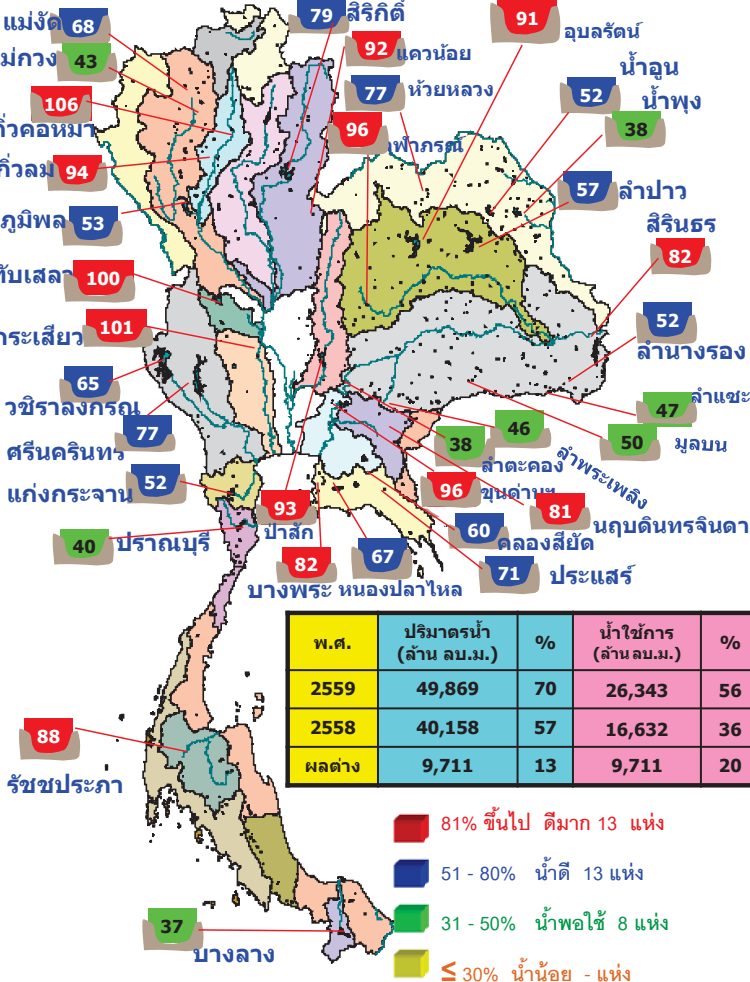 แม่งัด 68
79 สิริกิติ์
91
อุบลรัตน์
แม่กวง 43
92 แควน้อย
น้ำอูน
77 ห้วยหลวง
52 น้ำพุง
106
กิ่วคอหมา
96
จุฬาภรณ์
38
กิ่วลม 94
57 ลำปาว
สิรินธร
ภูมิพล 53
82
ทับเสลา 100
52
ลำนางรอง
กระเสียว 101
65
วชิราลงกรณ
47 ลำแซะ
77
ศรีนครินทร์
38
ลำตะคอง
46
ลำพระเพลิง
50 มูลบน
แก่งกระจาน 52
96
ขุนด่านฯ
93
ป่าสัก
81
นฤบดินทรจินดา
40 ปราณบุรี
60
คลองสียัด
82
บางพระ
67
หนองปลาไหล
71 ประแสร์
พ.ศ. ปริมาตรน้ำ (ล้าน ลบ.ม.) % น้ำใช้การ (ล้าน ลบ.ม.) %
2559 49,869 70 26,343 56
2558 40,158 57 16,632 36
ผลต่าง 9,711 13 9,711 20
88
รัชชประภา
81% ขึ้นไป ดีมาก 13 แห่ง
51 - 80% น้ำดี 13 แห่ง
31 - 50% น้ำพอใช้ 8 แห่ง
≤ 30% น้ำน้อย - แห่ง
37
บางลาง